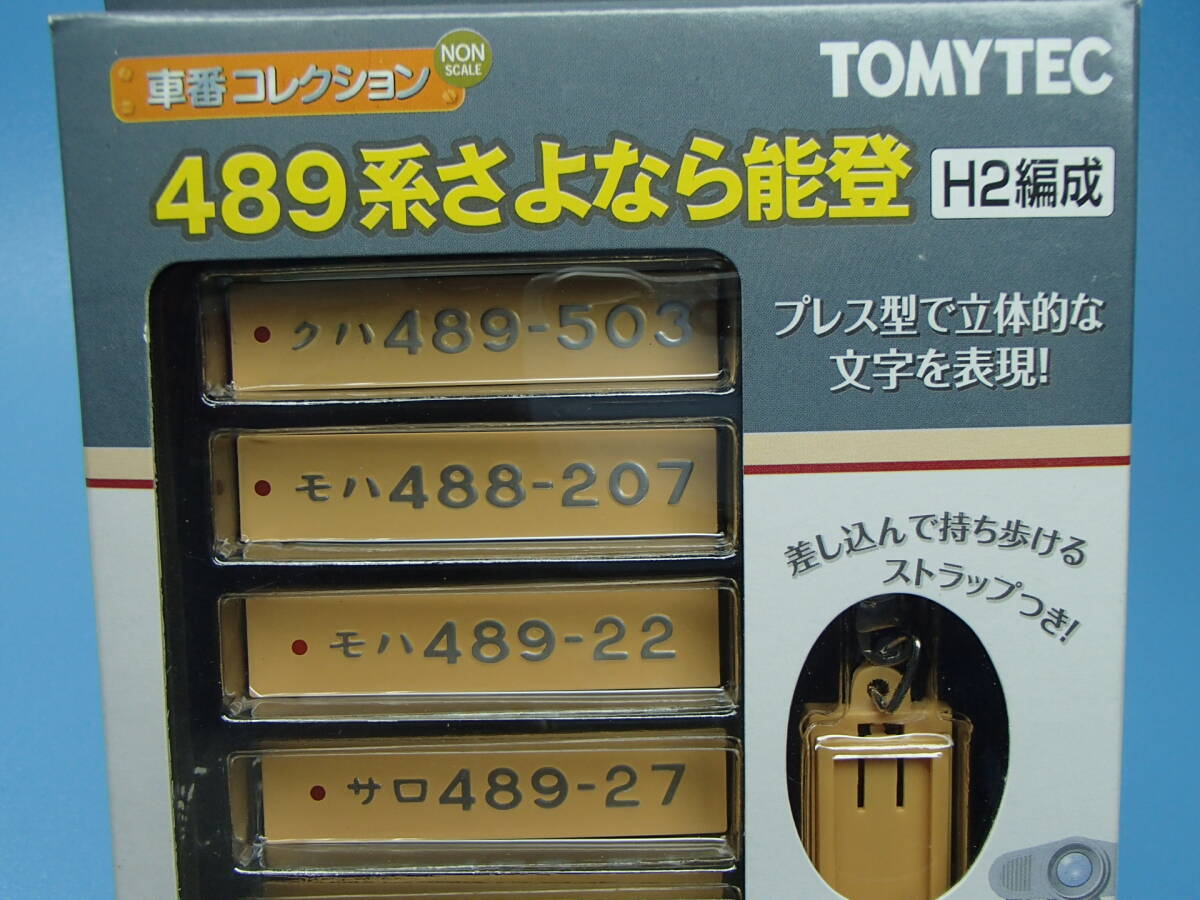 車番コレクション
NON
SCALE
TOMYTEC
489系さよなら能登
H2編成
クハ489-503
モハ488-207
モハ489-22
サロ489-27
プレス型で立体的な
文字を表現!
差し込んで持ち歩ける
ストラップつき!